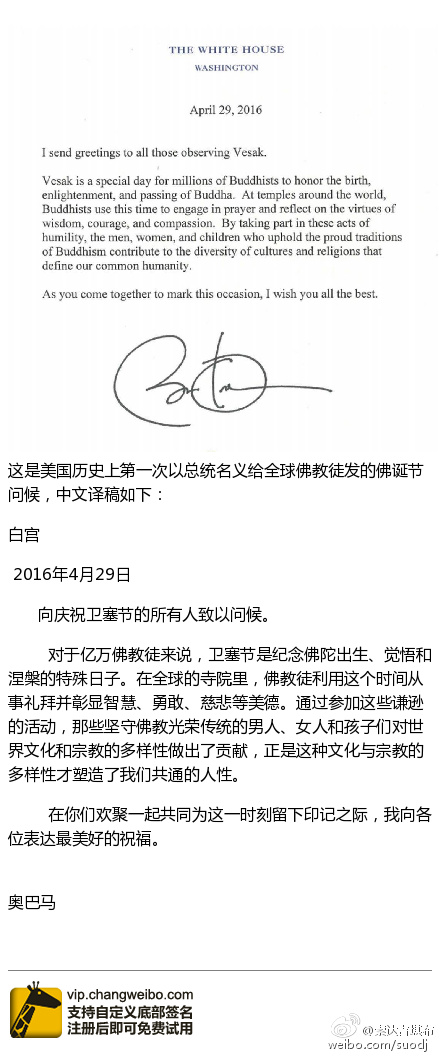 THE WHITE HOUSE
WASHINGTON
April 29, 2016
I send greetings to all those observing Vesak.
Vesak is a special day for millions of Buddhists to honor the birth,
enlightenment, and passing of Buddha.  At temples around the world,
Buddhists use this time to engage in prayer and reflect on the virtues of
wisdom, courage, and compassion.  By taking part in these acts of
humility, the men, women, and children who uphold the proud traditions
of Buddhism contribute to the diversity of cultures and religions that
define our common humanity.
As you come together to mark this occasion, I wish you all the best.
这是美国历史上第一次以总统名义给全球佛教徒发的佛诞节
问候，中文译稿如下：
白宫
2016年4月29日
向庆祝卫塞节的所有人致以问候。
对于亿万佛教徒来说，卫塞节是纪念佛陀出生、觉悟和
涅槃的特殊日子。在全球的寺院里，佛教徒利用这个时间从
事礼拜并彰显智慧、勇敢、慈悲等美德。通过参加这些谦逊
的活动，那些坚守佛教光荣传统的男人、女人和孩子们对世
界文化和宗教的多样性做出了贡献，正是这种文化与宗教的
多样性才塑造了我们共通的人性。
在你们欢聚一起共同为这一时刻留下印记之际，我向各
位表达最美好的祝福。
奥巴马
vip.changweibo.com
支持自定义底部签名
注册后即可免费试用
weibo.com/suodj